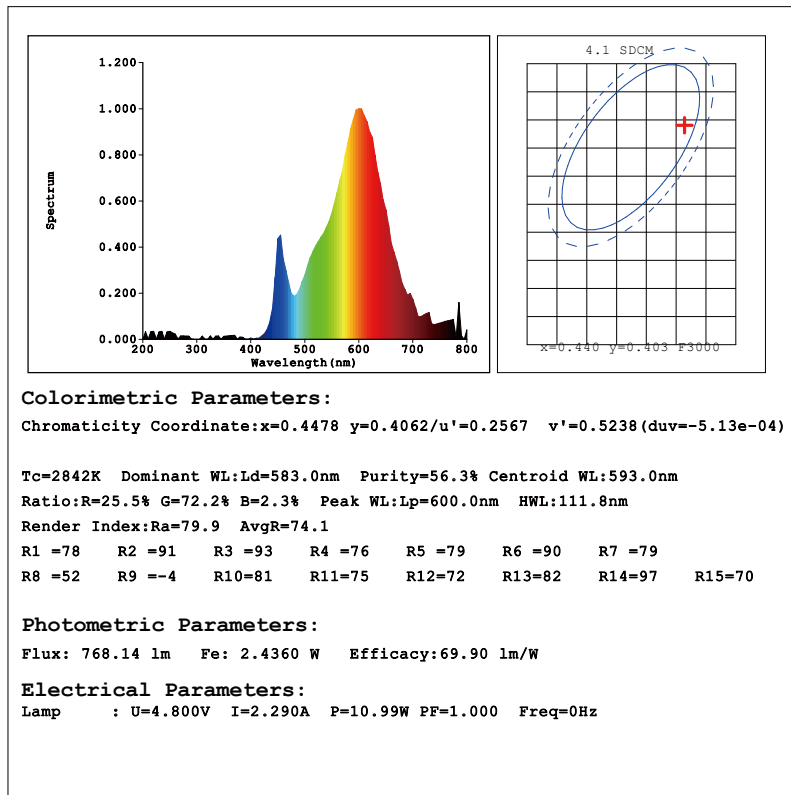 4.1 SDCM
1.200
1.000
0.800
0.600
0.400
0.200
0.000
Spectrum
200 300 400 500 600 700 800
Wavelength(nm)
x=0.440 y=0.403 F3000
Colorimetric Parameters:
Chromaticity Coordinate:x=0.4478 y=0.4062/u'=0.2567 v'=0.5238(duv=-5.13e-04)
Tc=2842K Dominant WL:Ld=583.0nm Purity=56.3% Centroid WL:593.0nm
Ratio:R=25.5% G=72.2% B=2.3% Peak WL:Lp=600.0nm HWL:111.8nm
Render Index:Ra=79.9 AvgR=74.1
R1 =78 R2 =91 R3 =93 R4 =76 R5 =79 R6 =90 R7 =79
R8 =52 R9 =-4 R10=81 R11=75 R12=72 R13=82 R14=97 R15=70
Photometric Parameters:
Flux: 768.14 lm Fe: 2.4360 W Efficacy:69.90 lm/W
Electrical Parameters:
Lamp : U=4.800V I=2.290A P=10.99W PF=1.000 Freq=0Hz